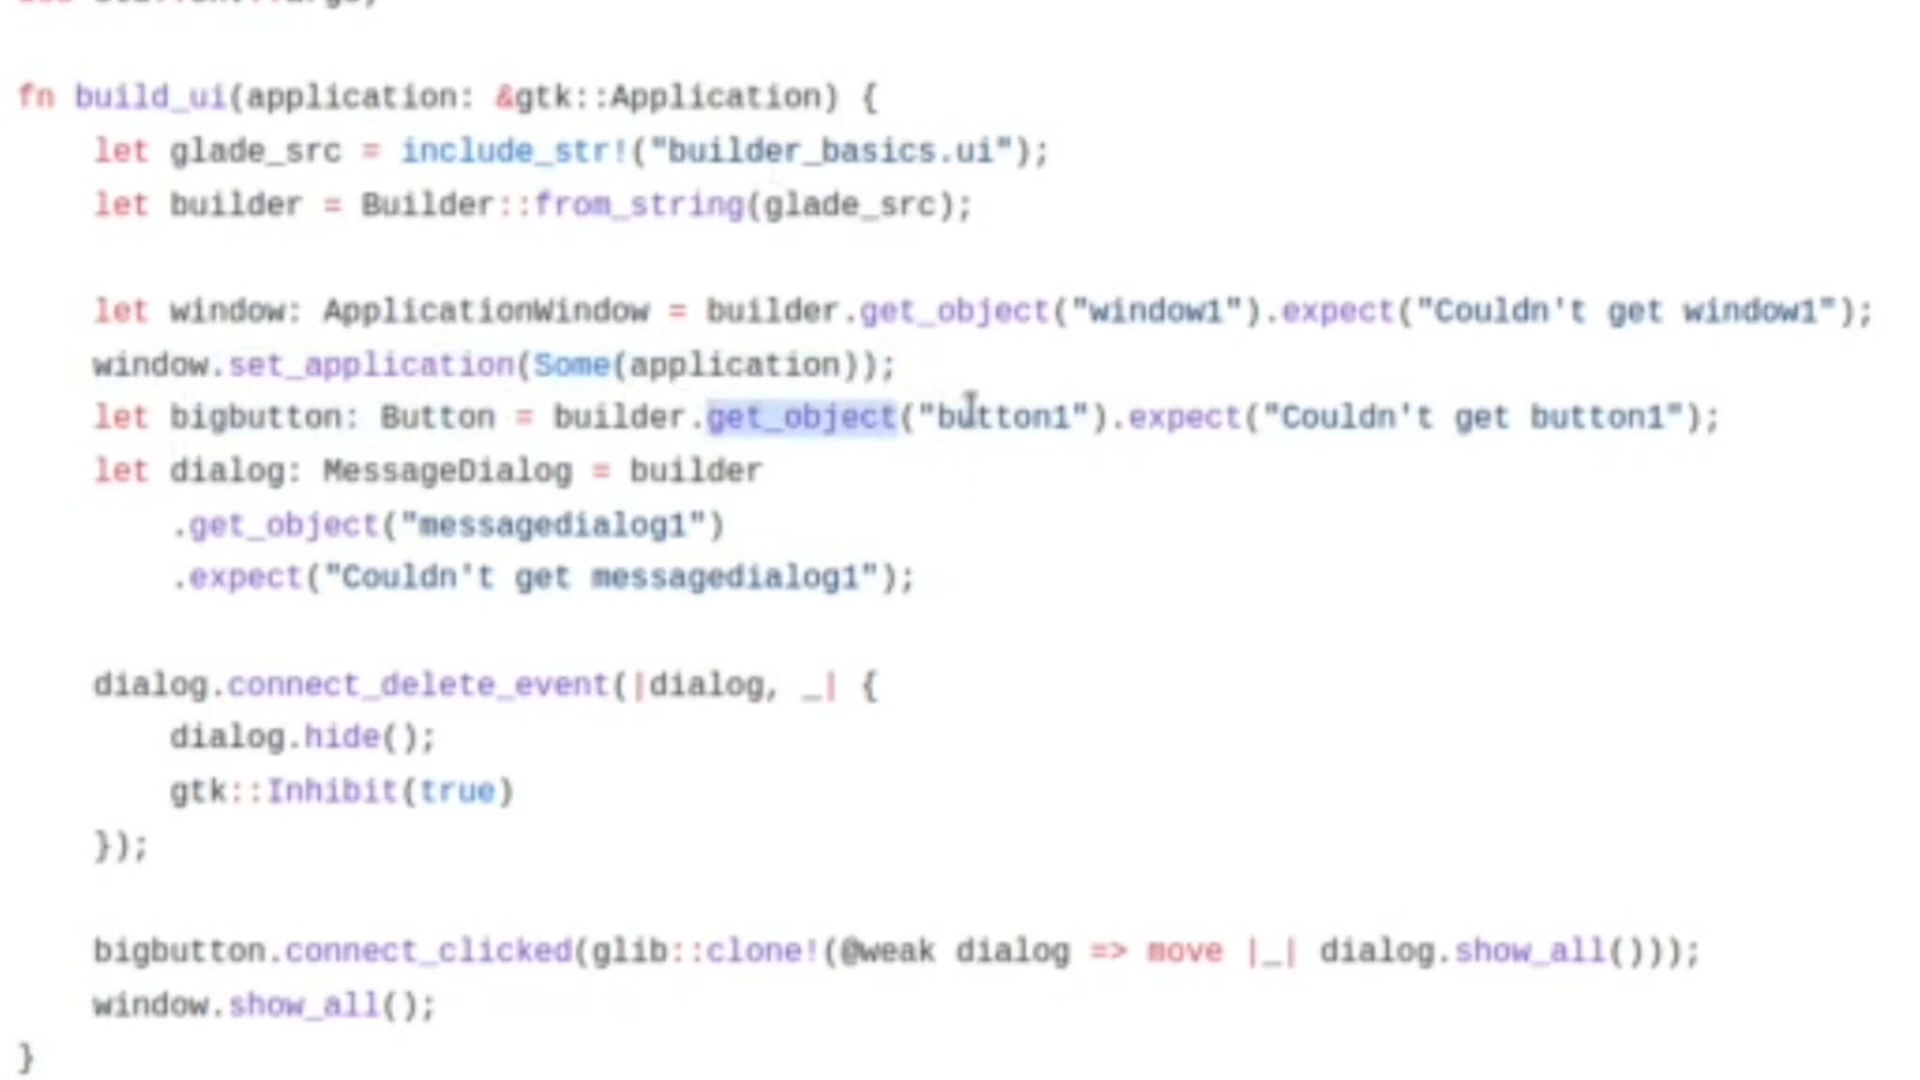 fn build_ui(application: &gtk::Application) {
let glade_src = include_str!("builder_basics.ui");
let builder = Builder::from_string(glade_src);
let window: ApplicationWindow = builder.get_object("window1").expect("Couldn't get window1");
window.set_application(Some(application));
let bigbutton: Button = builder.get_object("button1").expect("Couldn't get button1");
let dialog: MessageDialog = builder
.get_object("messagedialog1")
.expect("Couldn't get messagedialog1");
dialog.connect_delete_event(|dialog, _| {
dialog.hide();
gtk::Inhibit(true)
});
bigbutton.connect_clicked(glib::clone!(@weak dialog => move |_| dialog.show_all()));
window.show_all();
}